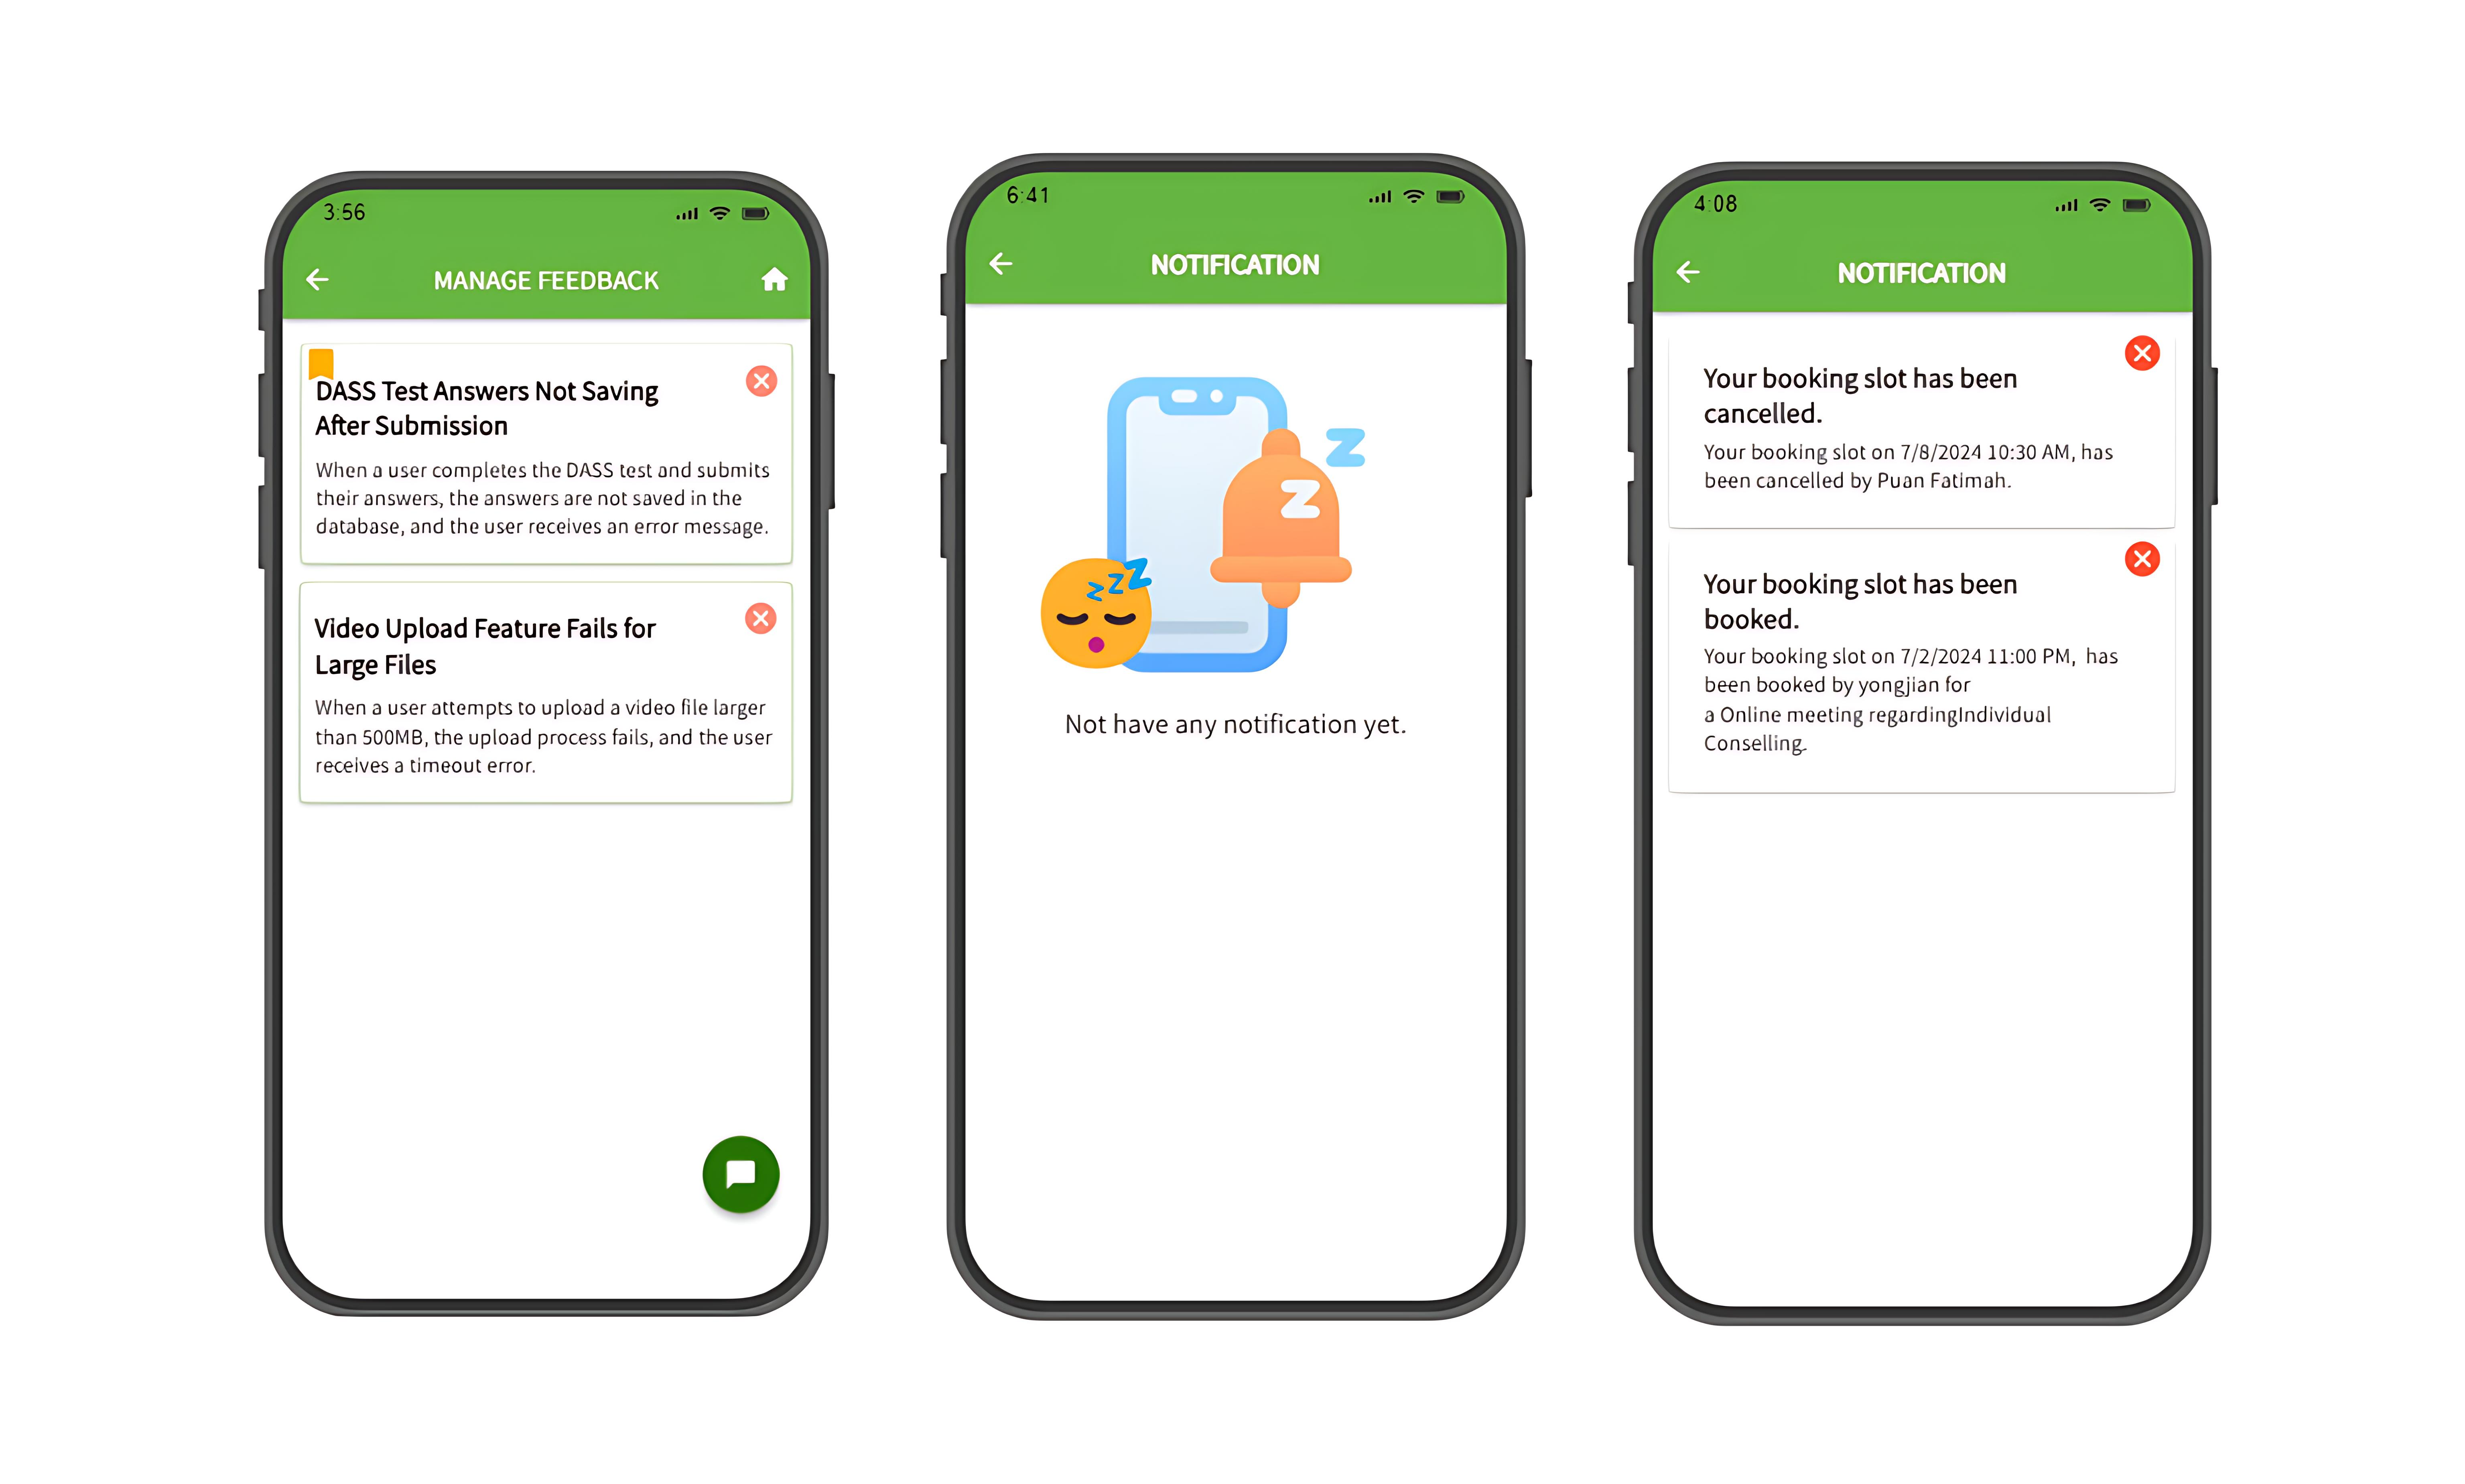 3:56
MANAGE FEEDBACK
DASS Test Answers Not Saving
After Submission
When a user completes the DASS test and submits
their answers, the answers are not saved in the
database, and the user receives an error message.
Video Upload Feature Fails for
Large Files
When a user attempts to upload a video file larger
than 500MB, the upload process fails, and the user
receives a timeout error.
6:41
NOTIFICATION
Z
Z
z z Z
Not have any notification yet.
4:08
NOTIFICATION
Your booking slot has been
cancelled.
Your booking slot on 7/8/2024 10:30 AM, has
been cancelled by Puan Fatimah.
Your booking slot has been
booked.
Your booking slot on 7/2/2024 11:00 PM,  has
been booked by yongjian for
a Online meeting regardingIndividual
Conselling.